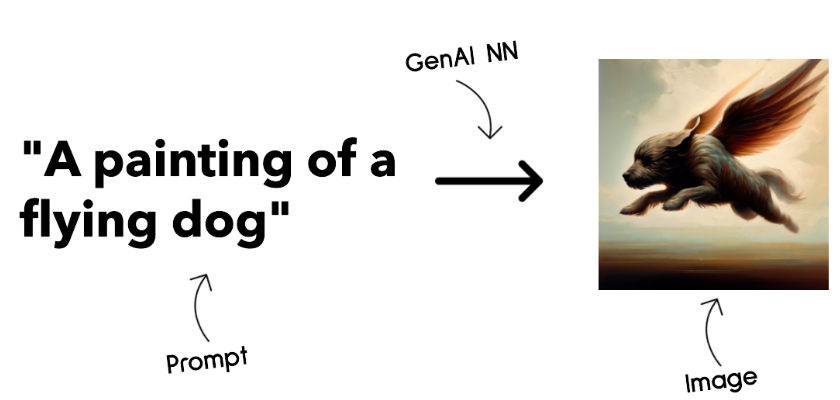 GenAI NN
"A painting of a
flying dog"
Prompt
Image